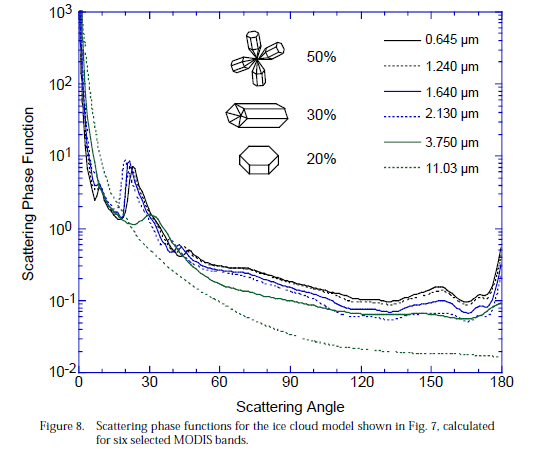 10³
10²
10¹
10⁰
10⁻¹
10⁻²
Scattering Phase Function
50%
30%
20%
0.645 µm
1.240 µm
1.640 µm
2.130 µm
3.750 µm
11.03 µm
0 30 60 90 120 150 180
Scattering Angle
Figure 8. Scattering phase functions for the ice cloud model shown in Fig. 7, calculated
for six selected MODIS bands.